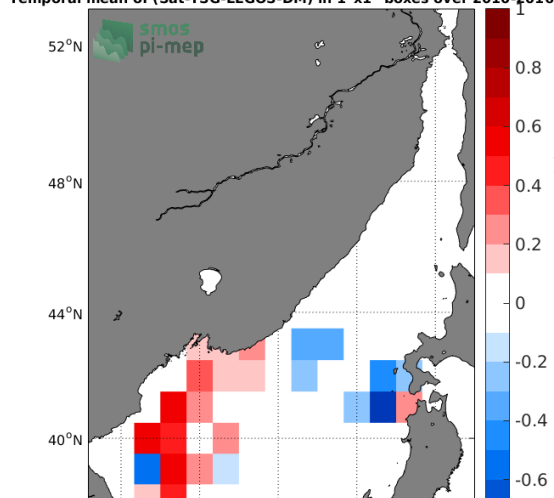 Temporal mean of (Sat-TSG-LEGOS-DM) in 1°x1° boxes over 2010-2016
smos
pi-mep
52°N
48°N
44°N
40°N
1
0.8
0.6
0.4
0.2
0
-0.2
-0.4
-0.6